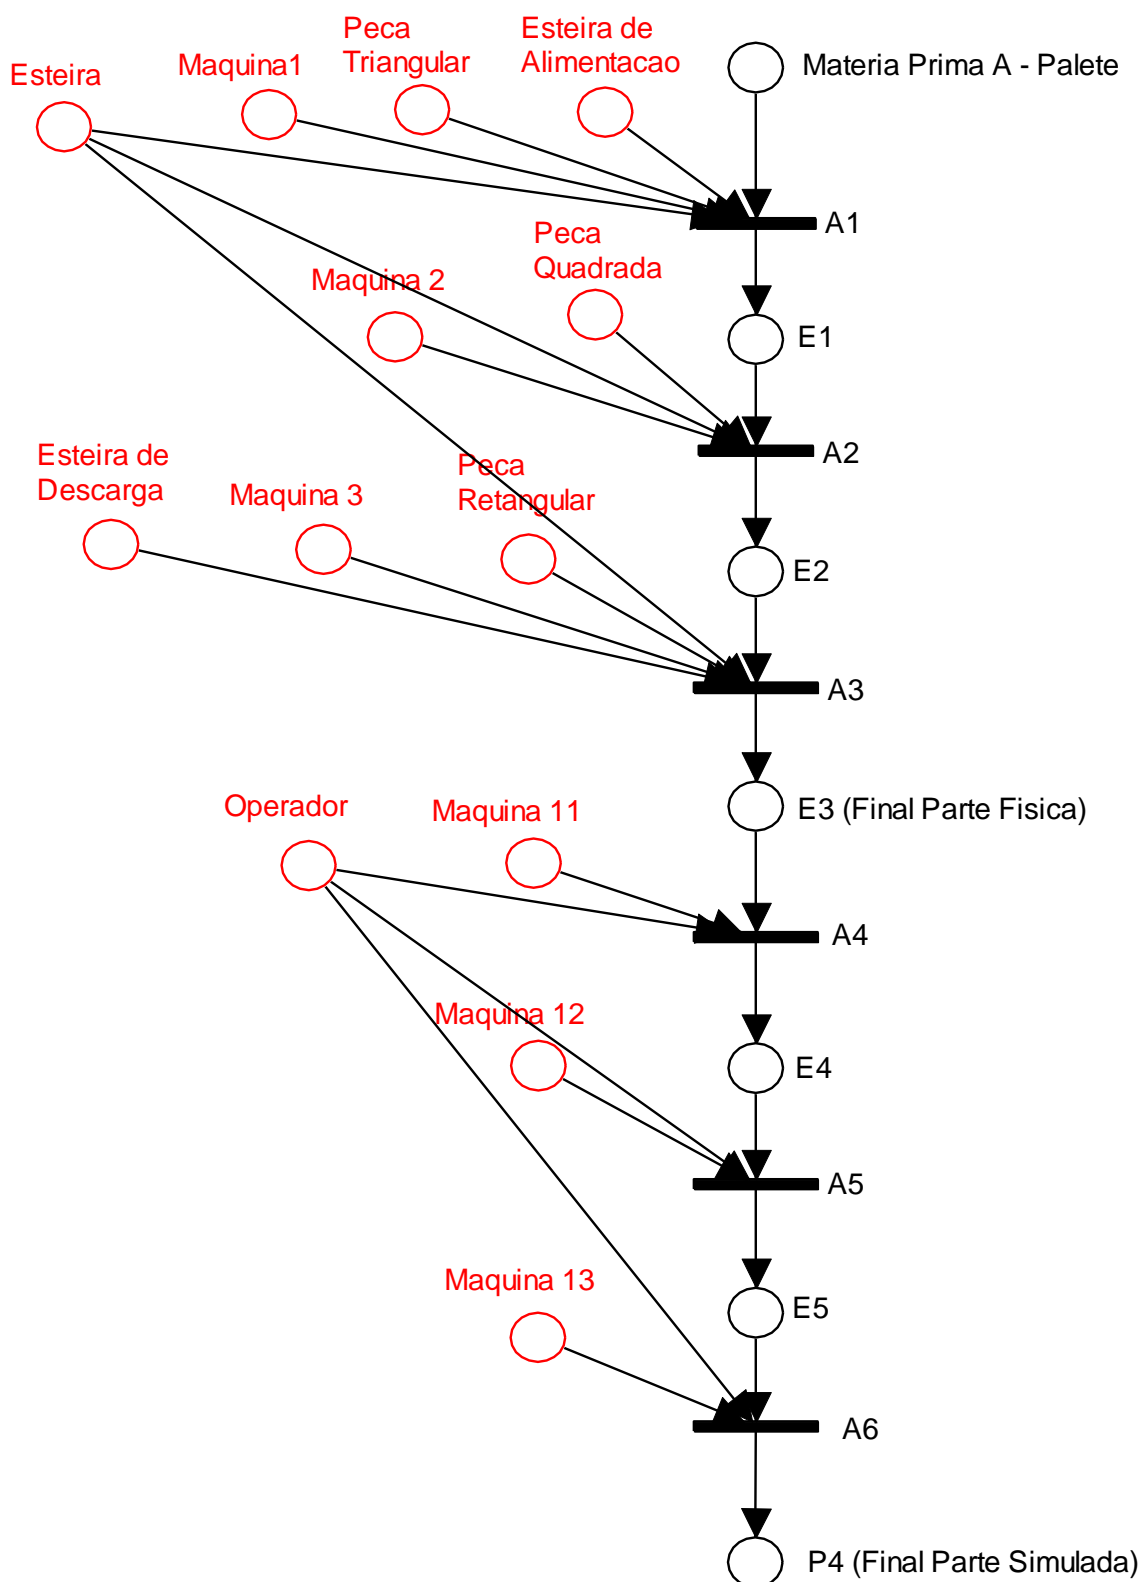 Esteira
Maquina1
Peca
Triangular
Esteira de
Alimentacao
Materia Prima A - Palete
A1
Peca
Quadrada
Maquina 2
E1
A2
Esteira de
Descarga
Maquina 3
Peca
Retangular
E2
A3
Operador
Maquina 11
E3 (Final Parte Fisica)
A4
Maquina 12
E4
A5
Maquina 13
E5
A6
P4 (Final Parte Simulada)